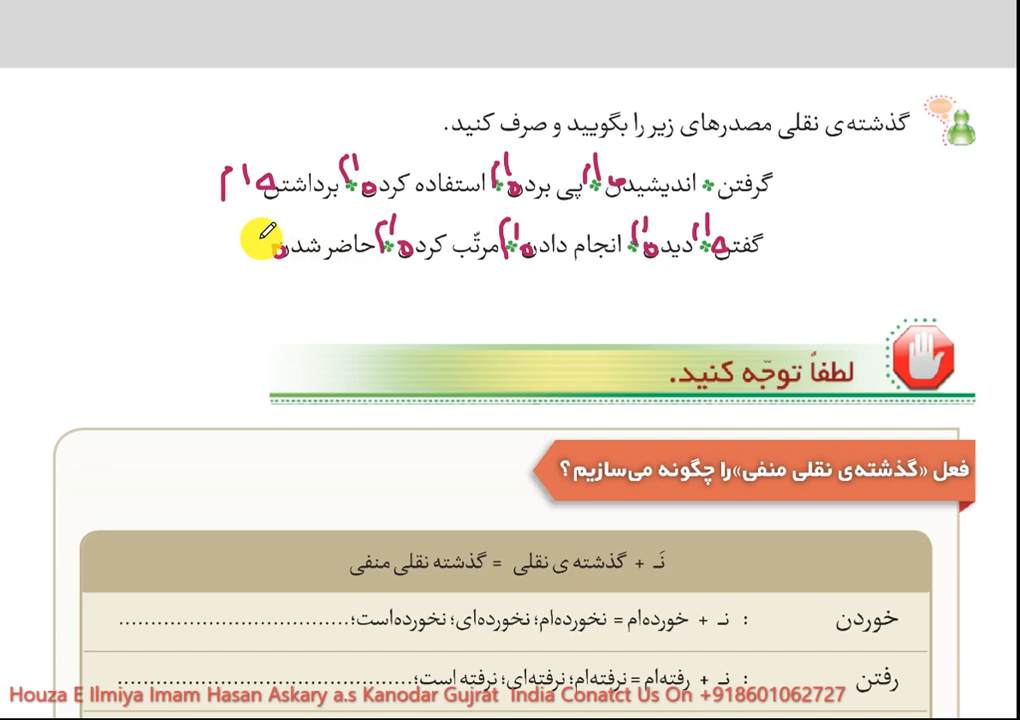 گذشته‌ی نقلی مصدرهای زیر را بگویید و صرف کنید.
گرفتن اندیشیدن پی بردن استفاده کردن برداشتن
گفتن دیدن انجام دادن مرتّب کردن حاضر شدن
لطفاً توجّه کنید.
فعل «گذشته‌ی نقلی منفی» را چگونه می‌سازیم؟
نَـ + گذشته ی نقلی = گذشته نقلی منفی
خوردن : نـ + خورده‌ام = نخورده‌ام؛ نخورده‌ای؛ نخورده‌است؛ .....................................
رفتن : نـ + رفته‌ام = نرفته‌ام؛ نرفته‌ای؛ نرفته است؛ .....................................
Houza E Ilmiya Imam Hasan Askary a.s Kanodar Gujrat India Conatct Us On +918601062727